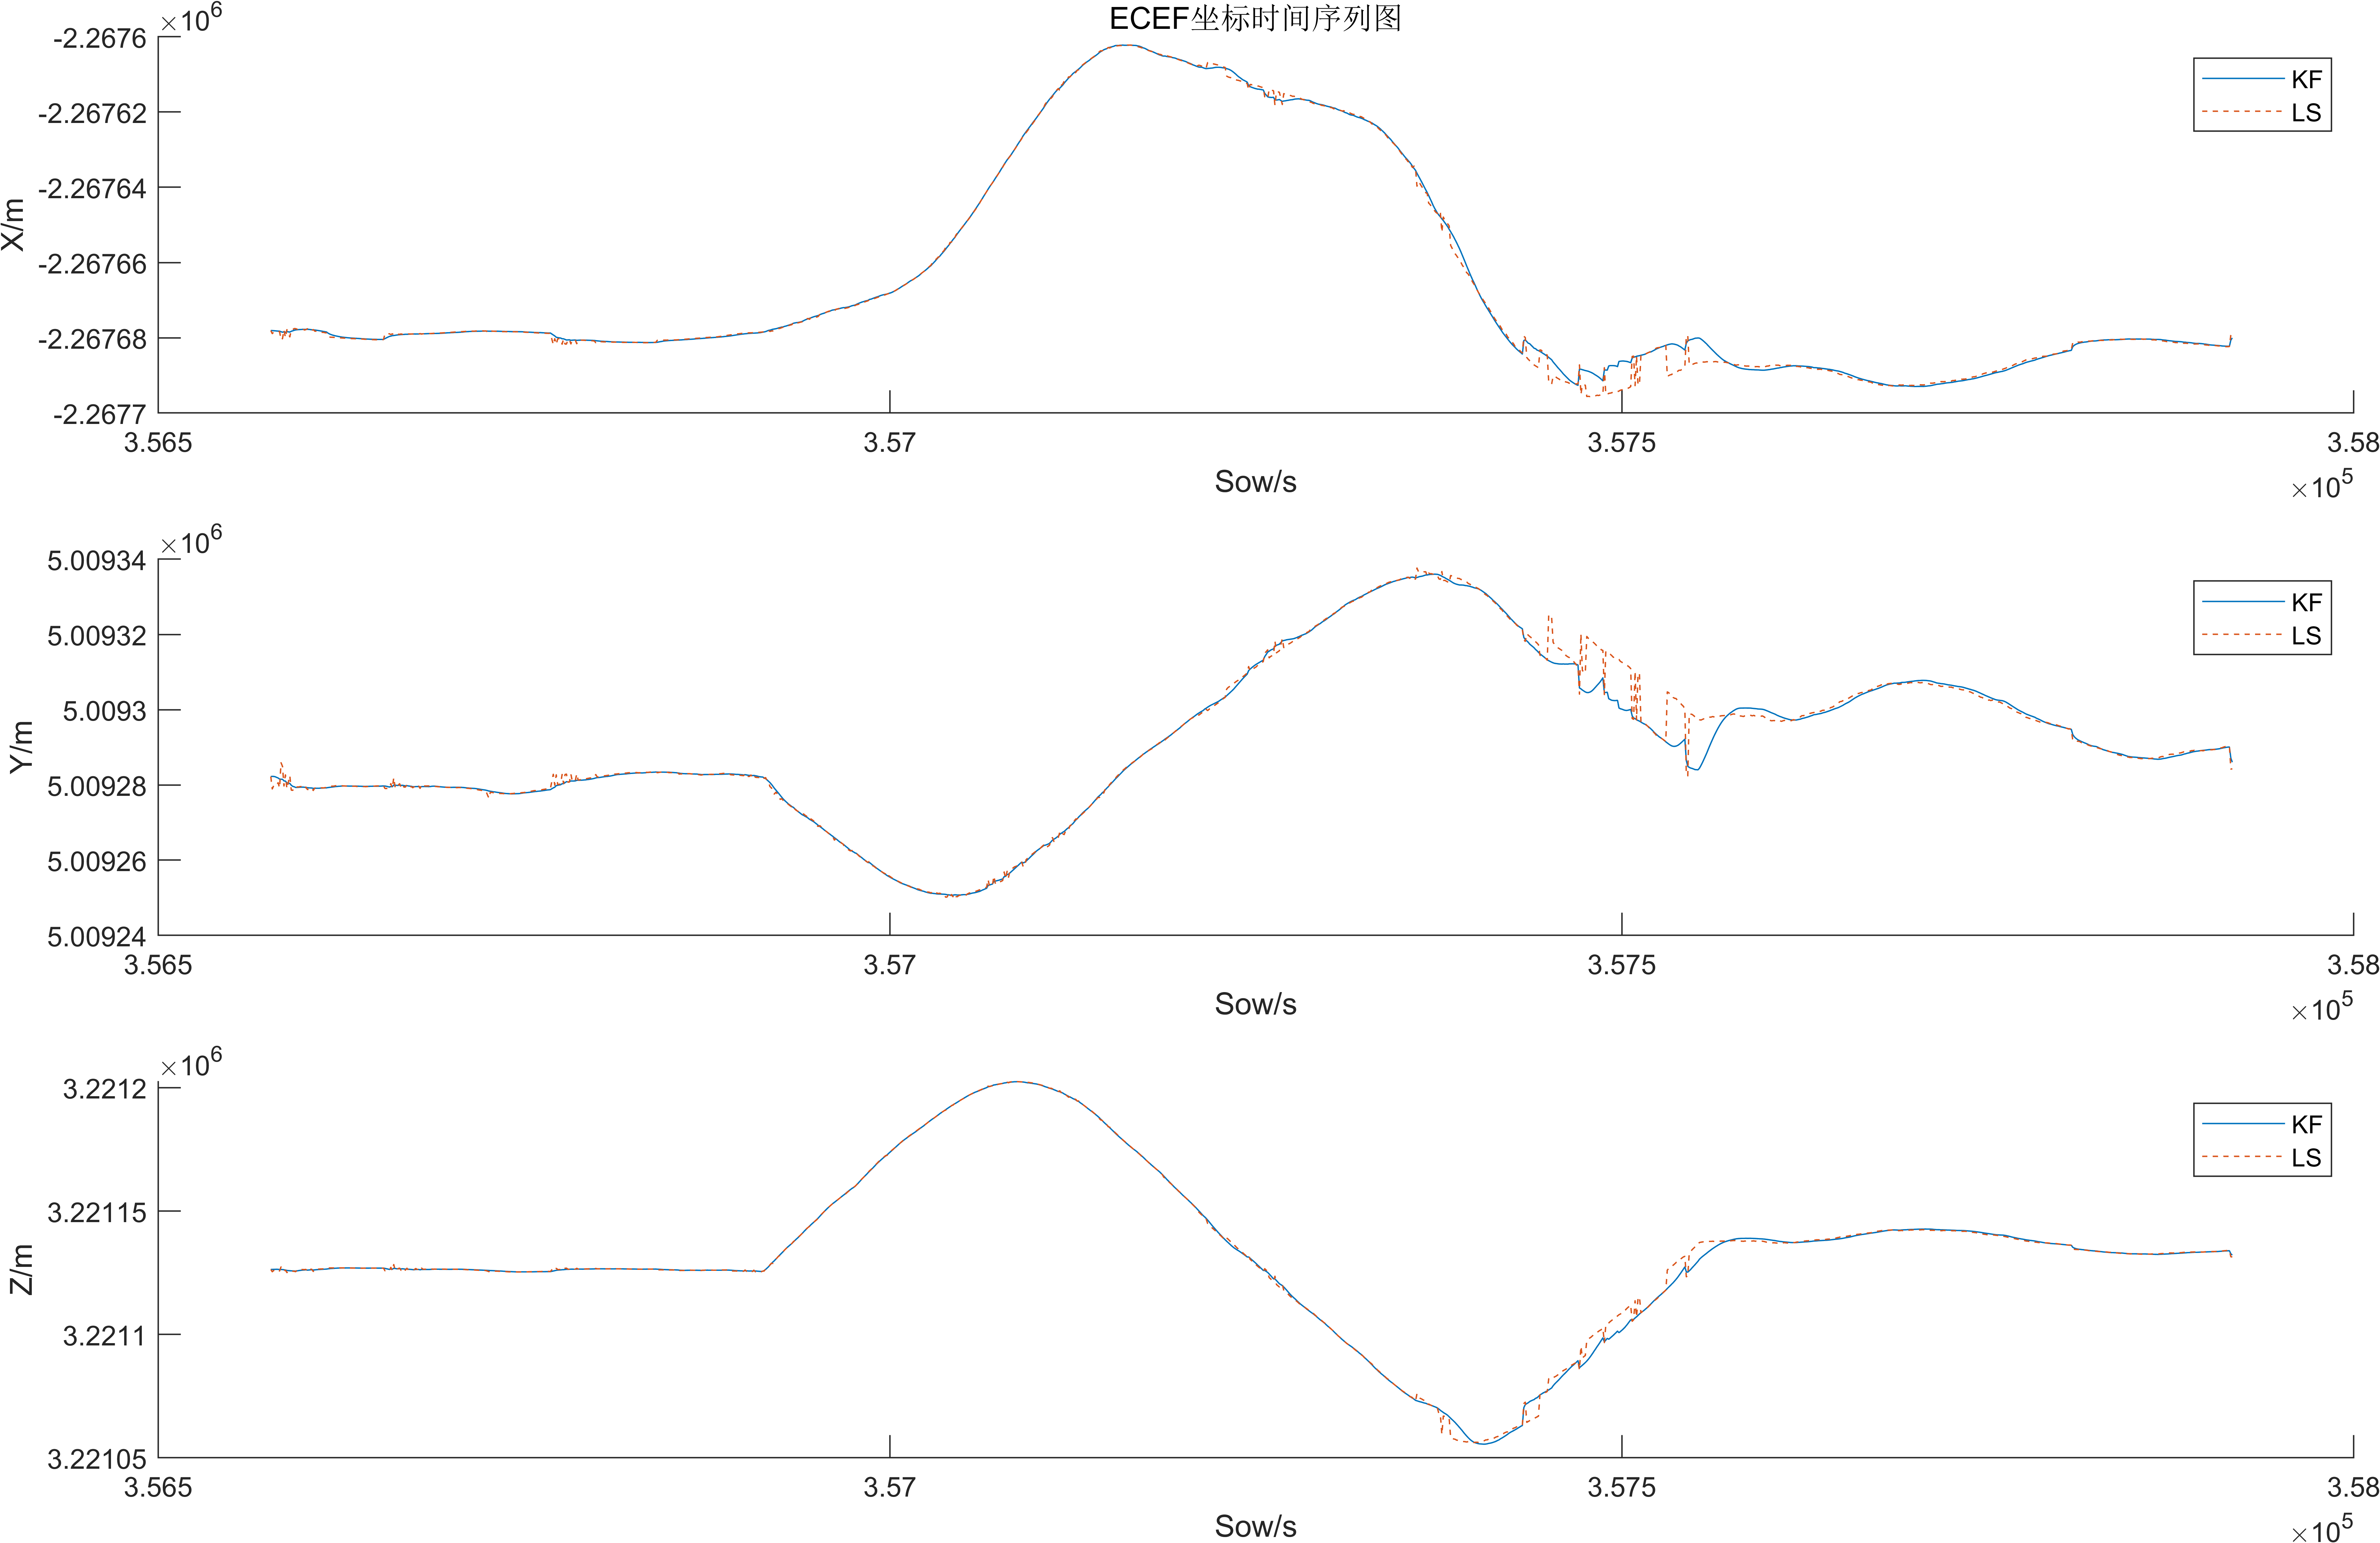 ECEF坐标时间序列图
×10^6
-2.2676
-2.26762
-2.26764
-2.26766
-2.26768
-2.2677
X/m
KF
LS
3.565 3.57 3.575 3.58
Sow/s
×10^5
×10^6
5.00934
5.00932
5.0093
5.00928
5.00926
5.00924
Y/m
KF
LS
3.565 3.57 3.575 3.58
Sow/s
×10^5
×10^6
3.2212
3.22115
3.2211
3.22105
Z/m
KF
LS
3.565 3.57 3.575 3.58
Sow/s
×10^5